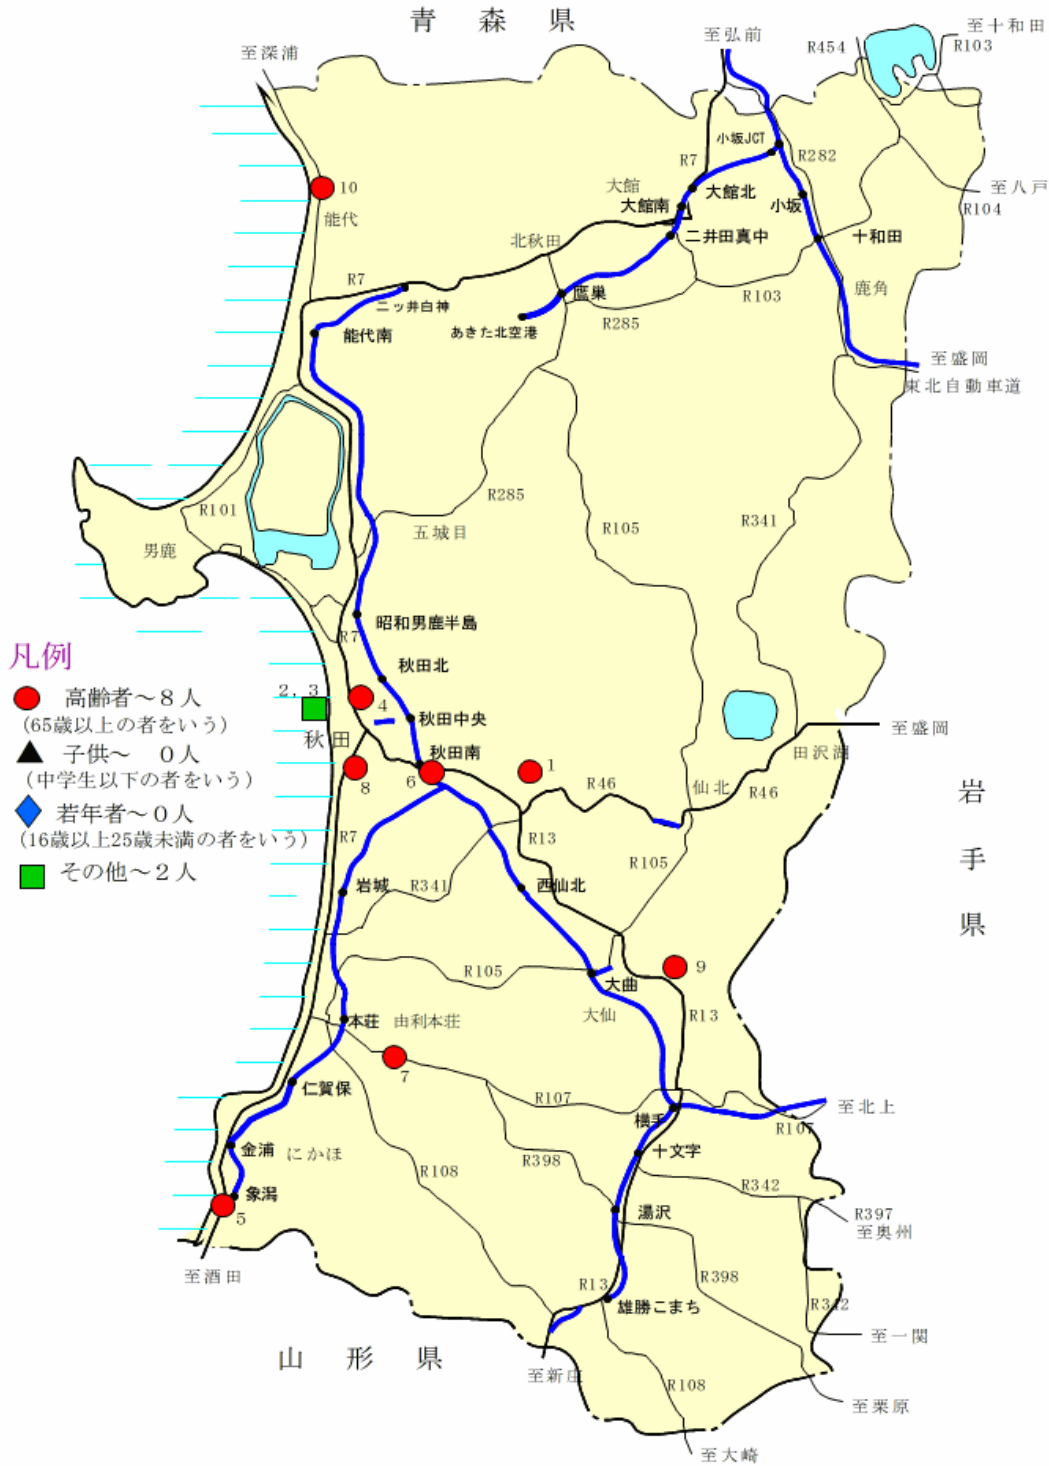 青 森 県
至十和田
至弘前
R454
R103
至深浦
小坂JCT
R7
R282
大館
大館北
至八戸
10
大館南
小坂
R104
能代
北秋田
二井田真中
十和田
R7
鷹巣
R103
鹿角
二ッ井白神
R285
能代南
あきた北空港
至盛岡
東北自動車道
R285
R101
R105
R341
五城目
男鹿
昭和男鹿半島
R7
凡例
秋田北
高齢者～８人
2, 3
4
(65歳以上の者をいう)
秋田中央
至盛岡
秋田
子供～ ０人
秋田南
田沢湖
(中学生以下の者をいう)
8
6
1
R46
仙北
R46
岩手県
若年者～０人
(16歳以上25歳未満の者をいう)
R7
R13
R105
その他～２人
岩城
R341
西仙北
R105
9
大曲
大仙
R13
本荘
由利本荘
7
仁賀保
R107
至北上
横手
R107
金浦
にかほ
十文字
R398
R108
R342
象潟
湯沢
R397
5
至奥州
至酒田
R13
R398
雄勝こまち
R342
至一関
山 形 県
至新庄
R108
至栗原
至大崎